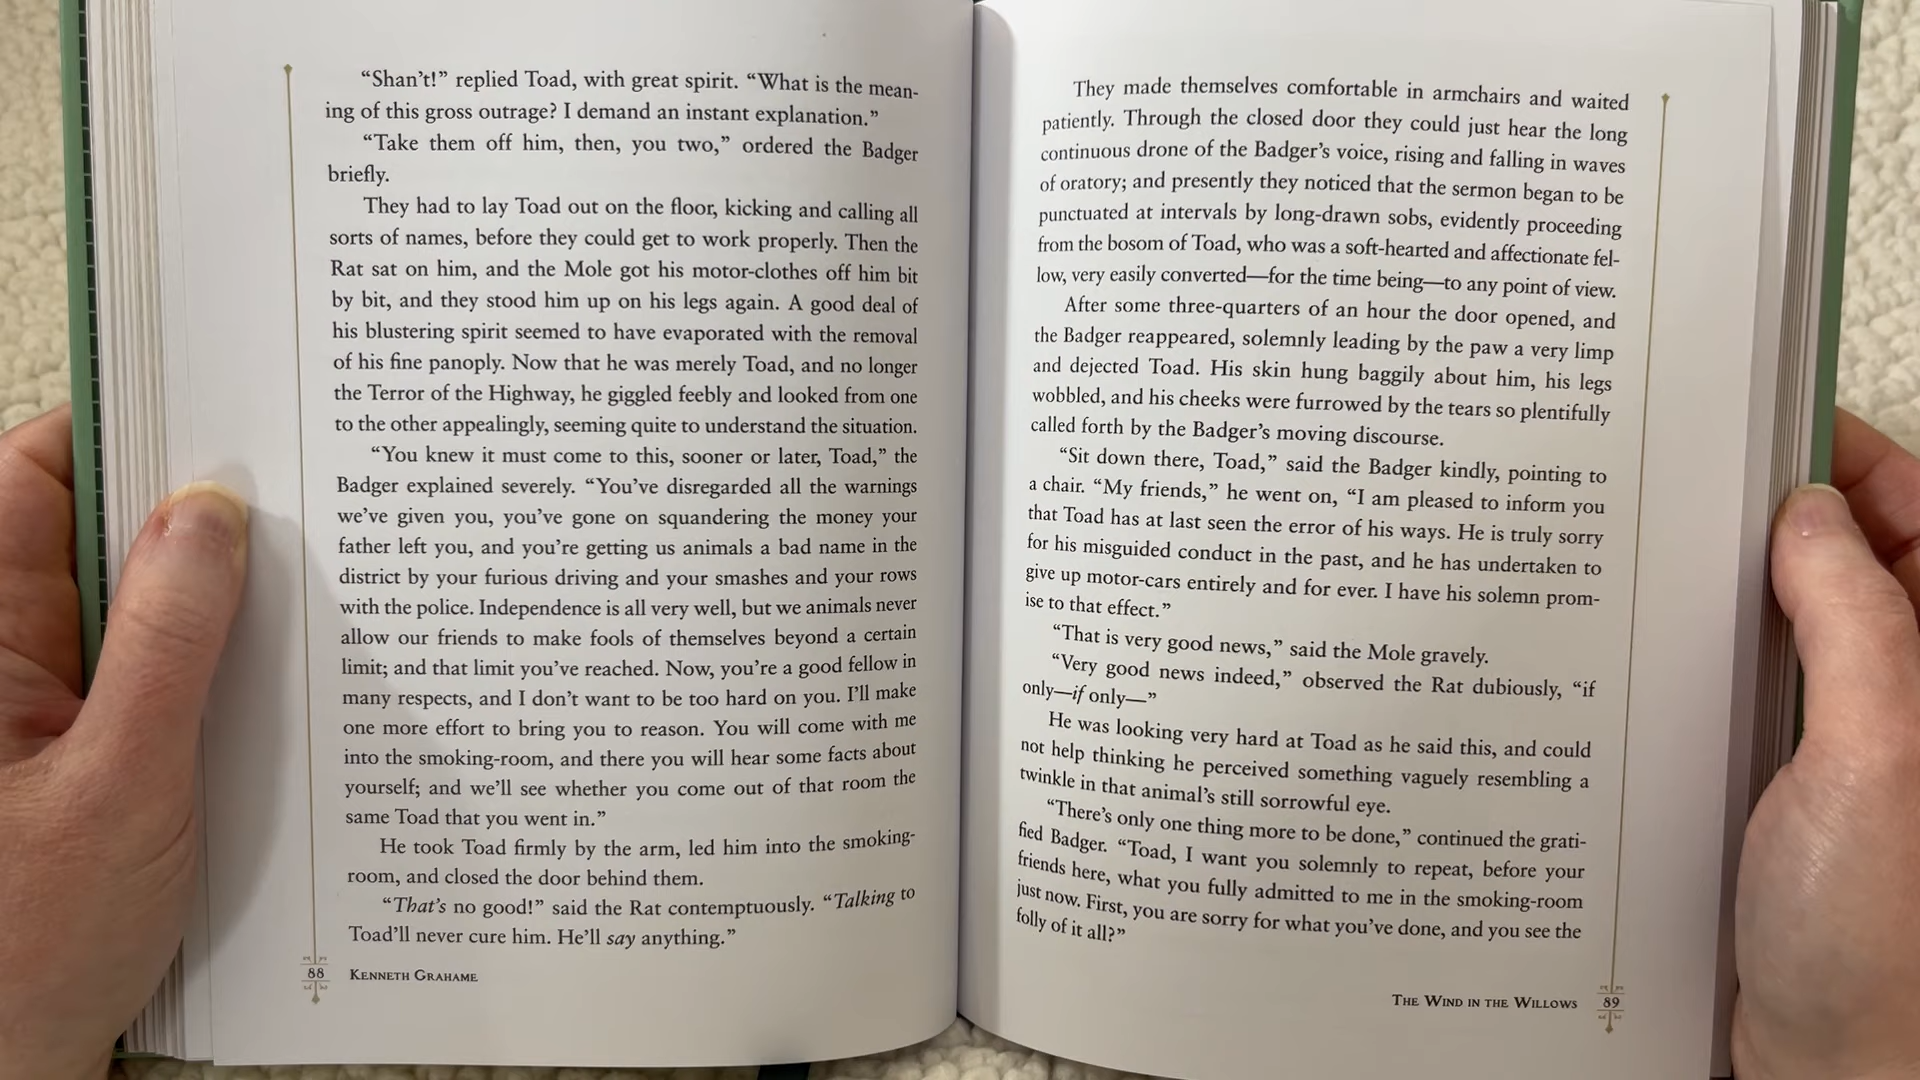 “Shan’t!” replied Toad, with great spirit. “What is the mean-
ing of this gross outrage? I demand an instant explanation.”
“Take them off him, then, you two,” ordered the Badger
briefly.
They had to lay Toad out on the floor, kicking and calling all
sorts of names, before they could get to work properly. Then the
Rat sat on him, and the Mole got his motor-clothes off him bit
by bit, and they stood him up on his legs again. A good deal of
his blustering spirit seemed to have evaporated with the removal
of his fine panoply. Now that he was merely Toad, and no longer
the Terror of the Highway, he giggled feebly and looked from one
to the other appealingly, seeming quite to understand the situation.
“You knew it must come to this, sooner or later, Toad,” the
Badger explained severely. “You’ve disregarded all the warnings
we’ve given you, you’ve gone on squandering the money your
father left you, and you’re getting us animals a bad name in the
district by your furious driving and your smashes and your rows
with the police. Independence is all very well, but we animals never
allow our friends to make fools of themselves beyond a certain
limit; and that limit you’ve reached. Now, you’re a good fellow in
many respects, and I don’t want to be too hard on you. I’ll make
one more effort to bring you to reason. You will come with me
into the smoking-room, and there you will hear some facts about
yourself; and we’ll see whether you come out of that room the
same Toad that you went in.”
He took Toad firmly by the arm, led him into the smoking-
room, and closed the door behind them.
“That’s no good!” said the Rat contemptuously. “Talking to
Toad’ll never cure him. He’ll say anything.”
88 Kenneth Grahame
They made themselves comfortable in armchairs and waited
patiently. Through the closed door they could just hear the long
continuous drone of the Badger’s voice, rising and falling in waves
of oratory; and presently they noticed that the sermon began to be
punctuated at intervals by long-drawn sobs, evidently proceeding
from the bosom of Toad, who was a soft-hearted and affectionate fel-
low, very easily converted—for the time being—to any point of view.
After some three-quarters of an hour the door opened, and
the Badger reappeared, solemnly leading by the paw a very limp
and dejected Toad. His skin hung baggily about him, his legs
wobbled, and his cheeks were furrowed by the tears so plentifully
called forth by the Badger’s moving discourse.
“Sit down there, Toad,” said the Badger kindly, pointing to
a chair. “My friends,” he went on, “I am pleased to inform you
that Toad has at last seen the error of his ways. He is truly sorry
for his misguided conduct in the past, and he has undertaken to
give up motor-cars entirely and for ever. I have his solemn prom-
ise to that effect.”
“That is very good news,” said the Mole gravely.
“Very good news indeed,” observed the Rat dubiously, “if
only—if only—”
He was looking very hard at Toad as he said this, and could
not help thinking he perceived something vaguely resembling a
twinkle in that animal’s still sorrowful eye.
“There’s only one thing more to be done,” continued the grati-
fied Badger. “Toad, I want you solemnly to repeat, before your
friends here, what you fully admitted to me in the smoking-room
just now. First, you are sorry for what you’ve done, and you see the
folly of it all?”
The Wind in the Willows 89